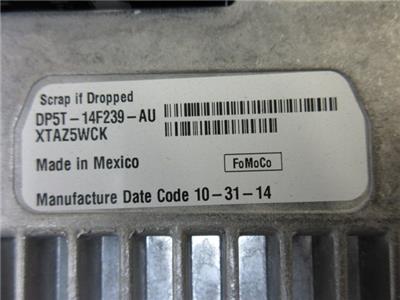 Scrap if Dropped
DP5T-14F239-AU
XTAZ5WCK
Made in Mexico
FoMoCo
Manufacture Date Code 10-31-14